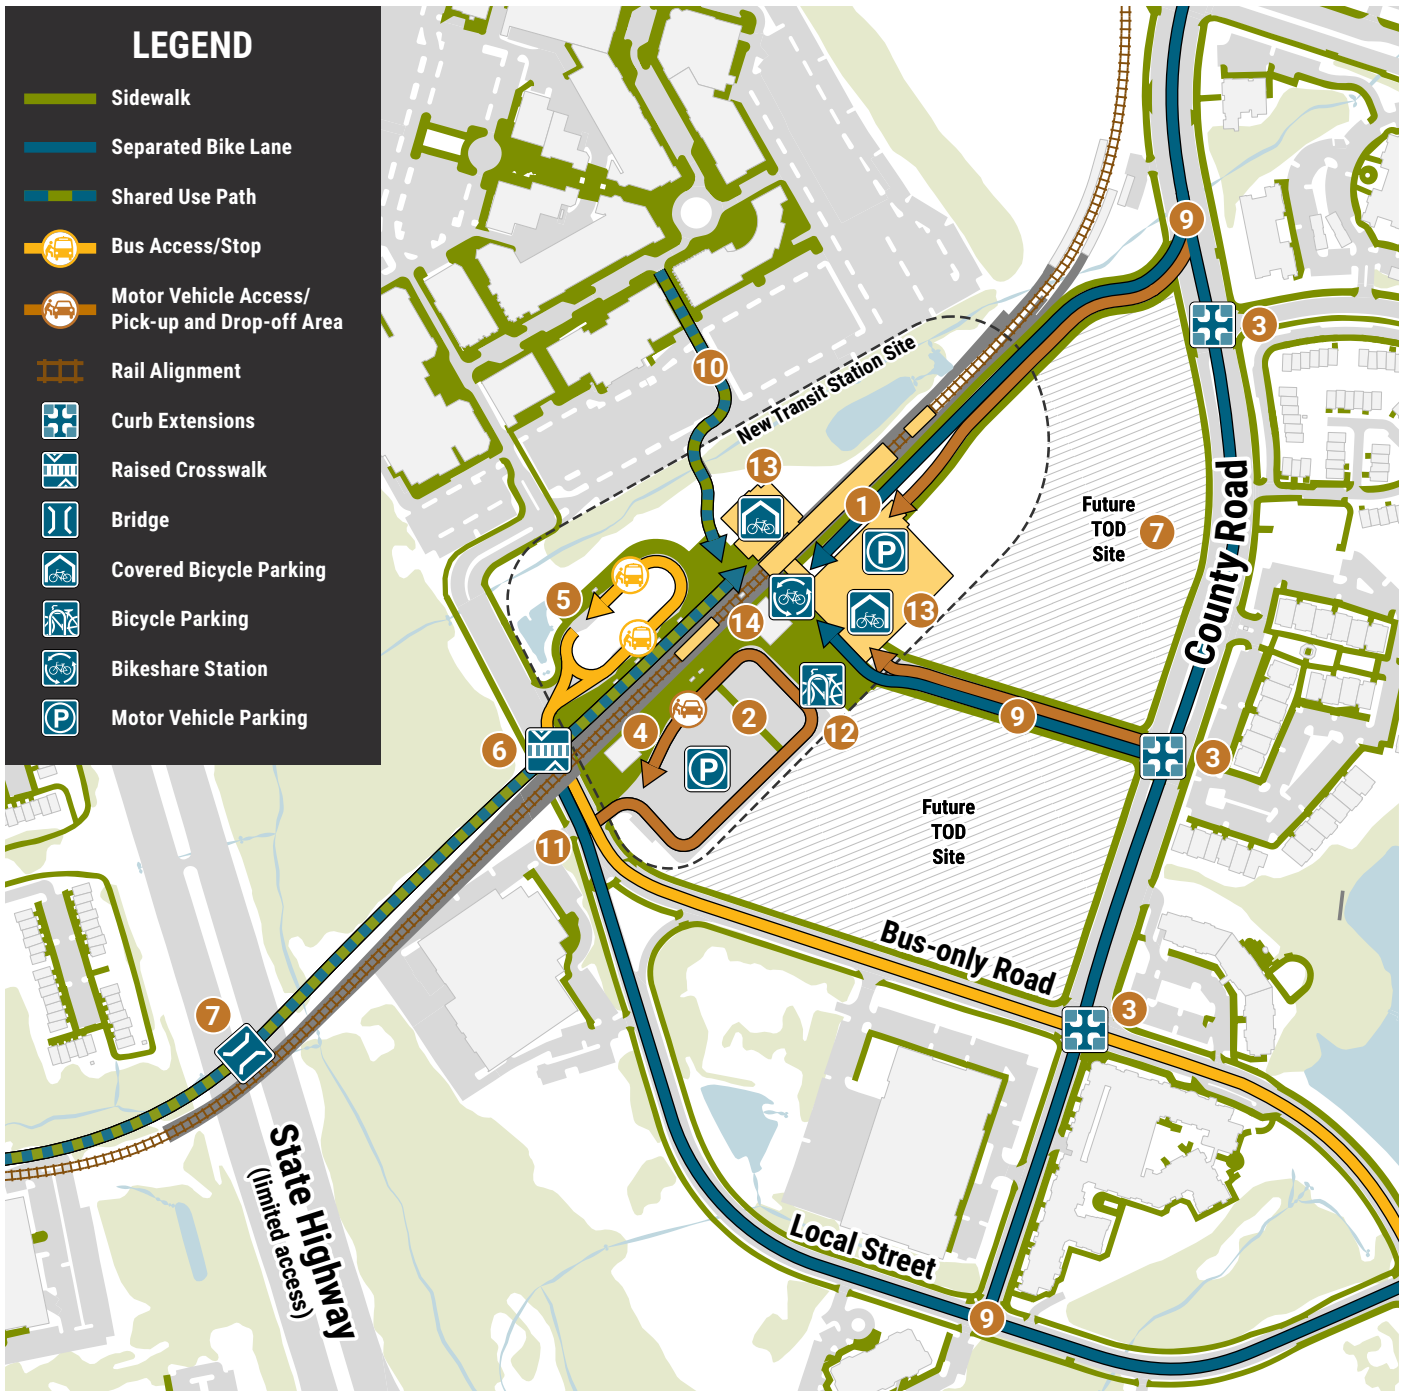 LEGEND
Sidewalk
Separated Bike Lane
Shared Use Path
Bus Access/Stop
Motor Vehicle Access/
Pick-up and Drop-off Area
Rail Alignment
Curb Extensions
Raised Crosswalk
Bridge
Covered Bicycle Parking
Bicycle Parking
Bikeshare Station
Motor Vehicle Parking
9
3
10
New Transit Station Site
13
1
P
Future
TOD
Site
7
County Road
5
13
14
6
4
2
12
9
3
P
Future
TOD
Site
11
Bus-only Road
7
3
State Highway
(limited access)
Local Street
9
P